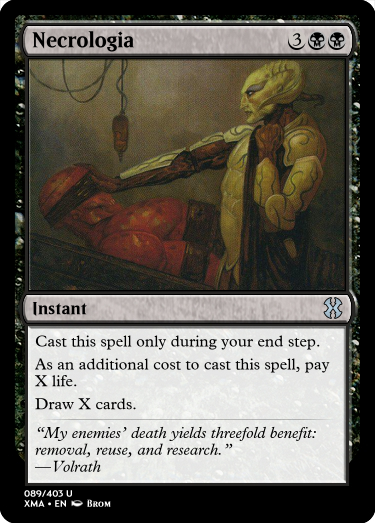 Necrologia 3
Instant
Cast this spell only during your end step.
As an additional cost to cast this spell, pay
X life.
Draw X cards.
“My enemies’ death yields threefold benefit:
removal, reuse, and research.”
—Volrath
089/403 U
XMA • EN Brom